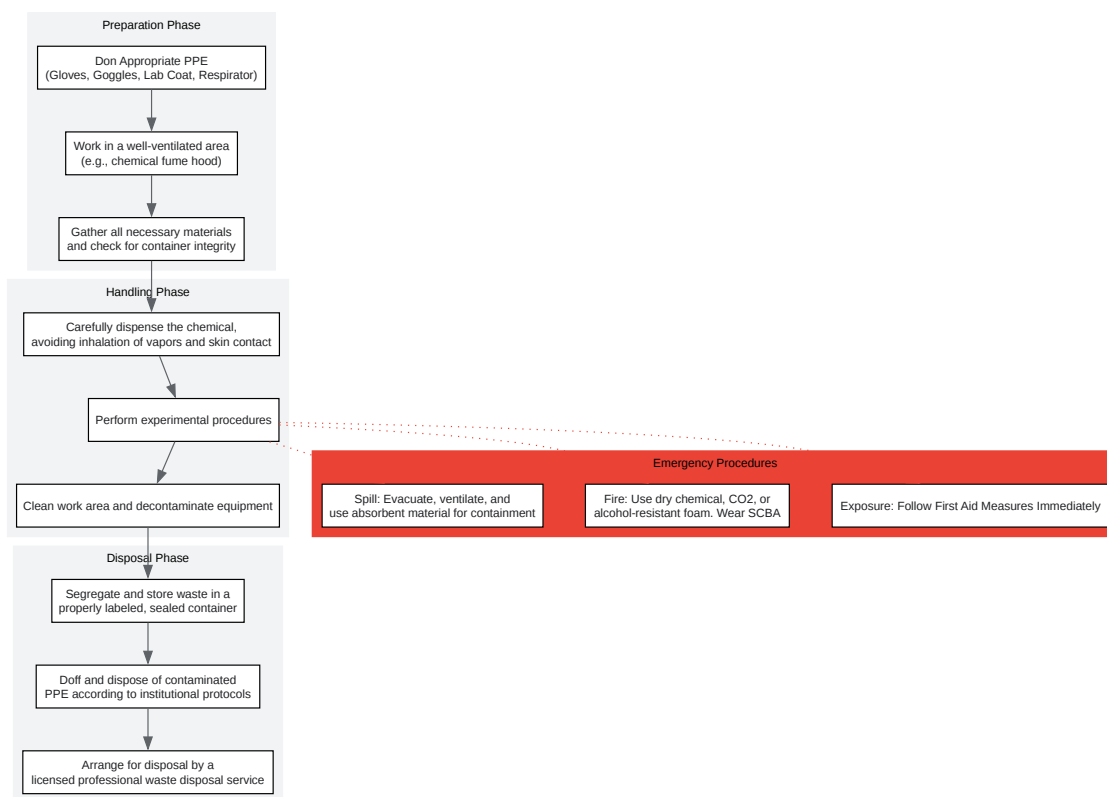 Preparation Phase
Don Appropriate PPE
(Gloves, Goggles, Lab Coat, Respirator)
Work in a well-ventilated area
(e.g., chemical fume hood)
Gather all necessary materials
and check for container integrity
Handling Phase
Carefully dispense the chemical,
avoiding inhalation of vapors and skin contact
Perform experimental procedures
Clean work area and decontaminate equipment
Emergency Procedures
Spill: Evacuate, ventilate, and
use absorbent material for containment
Fire: Use dry chemical, CO2, or
alcohol-resistant foam. Wear SCBA
Exposure: Follow First Aid Measures Immediately
Disposal Phase
Segregate and store waste in a
properly labeled, sealed container
Doff and dispose of contaminated
PPE according to institutional protocols
Arrange for disposal by a
licensed professional waste disposal service